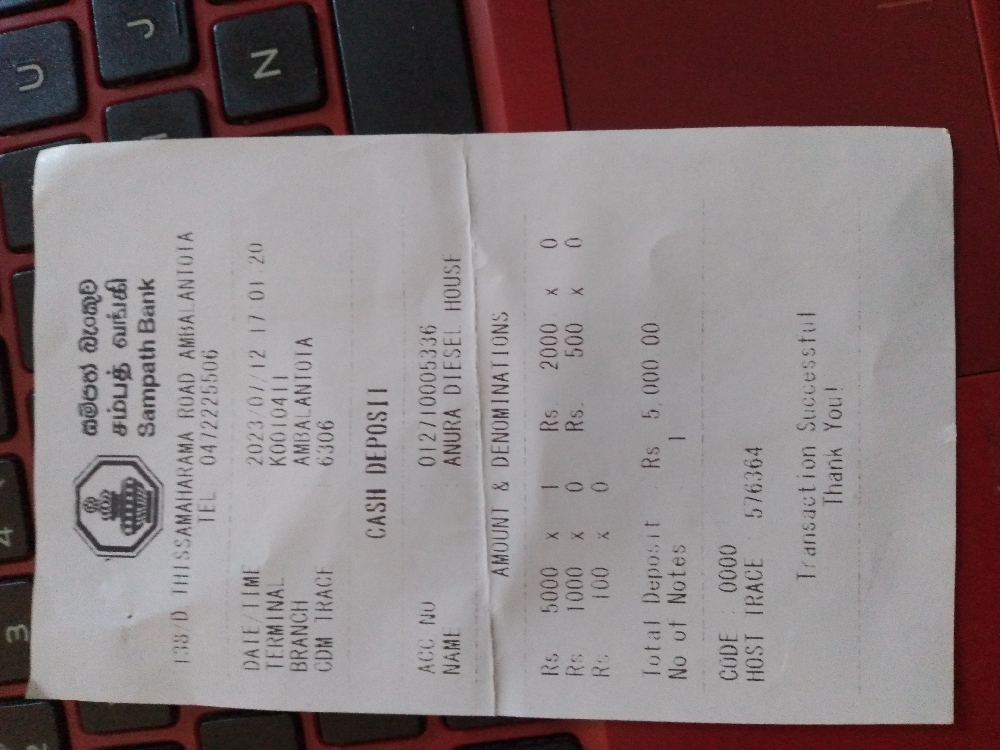 සම්පත් බැංකුව
சம்பத் வங்கி
Sampath Bank
138/D THISSAMAHARAMA ROAD AMBALANTOTA
TEL 0472225506
DATE/TIME 2023/07/12 17 01 20
TERMINAL K0010411
BRANCH AMBALANTOTA
CDM TRACE 6306
CASH DEPOSIT
ACC NO 012710005336
NAME ANURA DIESEL HOUSE
AMOUNT & DENOMINATIONS
Rs 5000 x 1 Rs. 2000 x 0
Rs 1000 x 0 Rs. 500 x 0
Rs 100 x 0
Total Deposit Rs 5,000 00
No of Notes 1
CODE : 0000
HOST TRACE : 576364
Transaction Successful
Thank You!
U
J
N
4
3